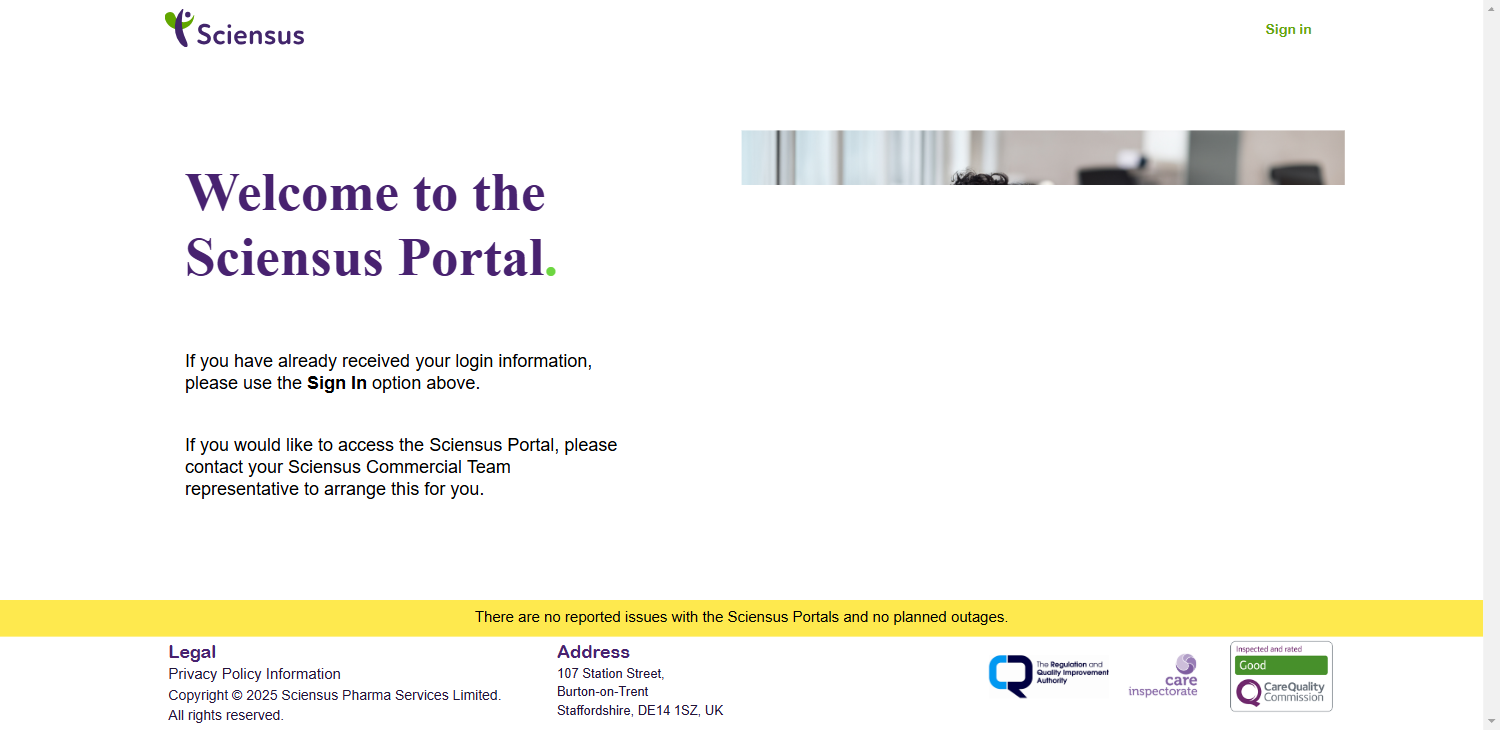 Sciensus
Sign in
Welcome to the
Sciensus Portal.
If you have already received your login information,
please use the Sign In option above.
If you would like to access the Sciensus Portal, please
contact your Sciensus Commercial Team
representative to arrange this for you.
There are no reported issues with the Sciensus Portals and no planned outages.
Legal
Privacy Policy Information
Copyright © 2025 Sciensus Pharma Services Limited.
All rights reserved.
Address
107 Station Street,
Burton-on-Trent
Staffordshire, DE14 1SZ, UK
The Regulation and
Quality Improvement
Authority
care
inspectorate
Inspected and rated
Good
CareQuality
Commission